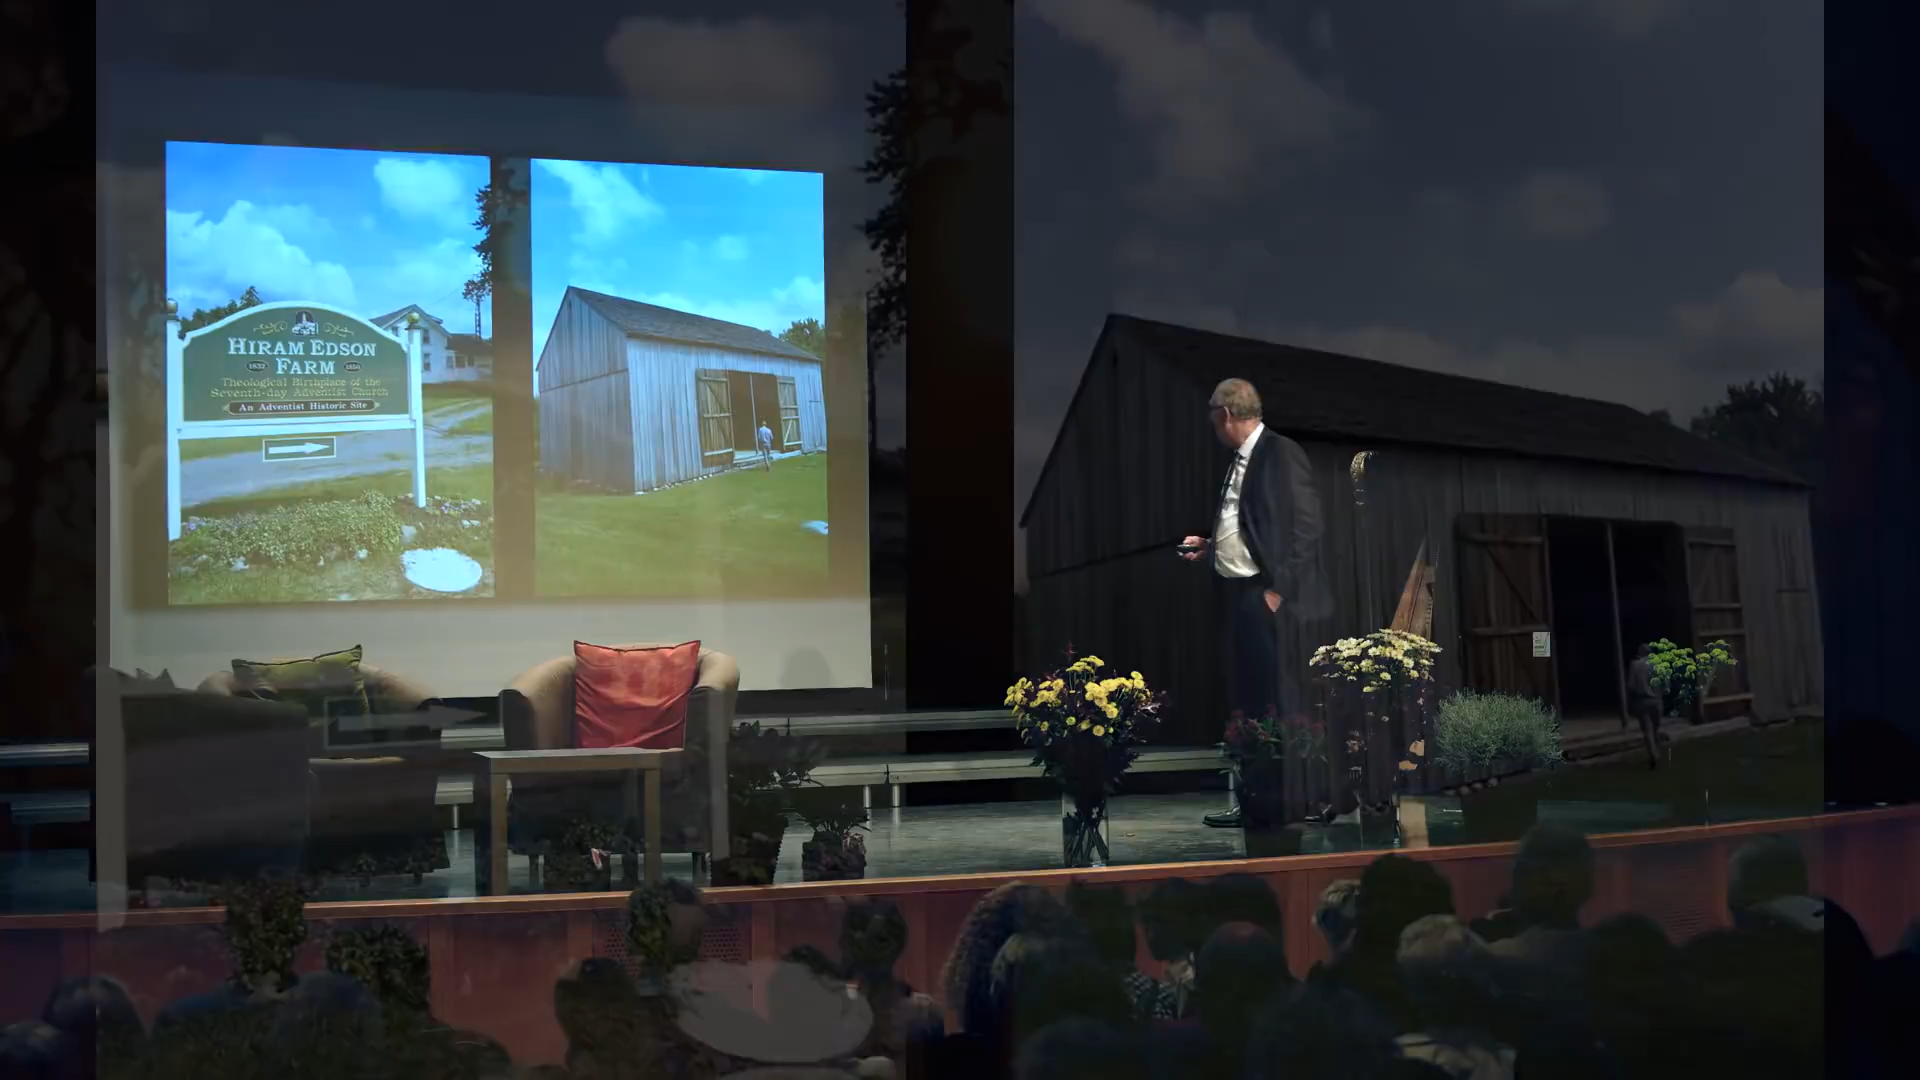 HIRAM EDSON
1832 FARM 1850
Theological Birthplace of the
Seventh-day Adventist Church
An Adventist Historic Site